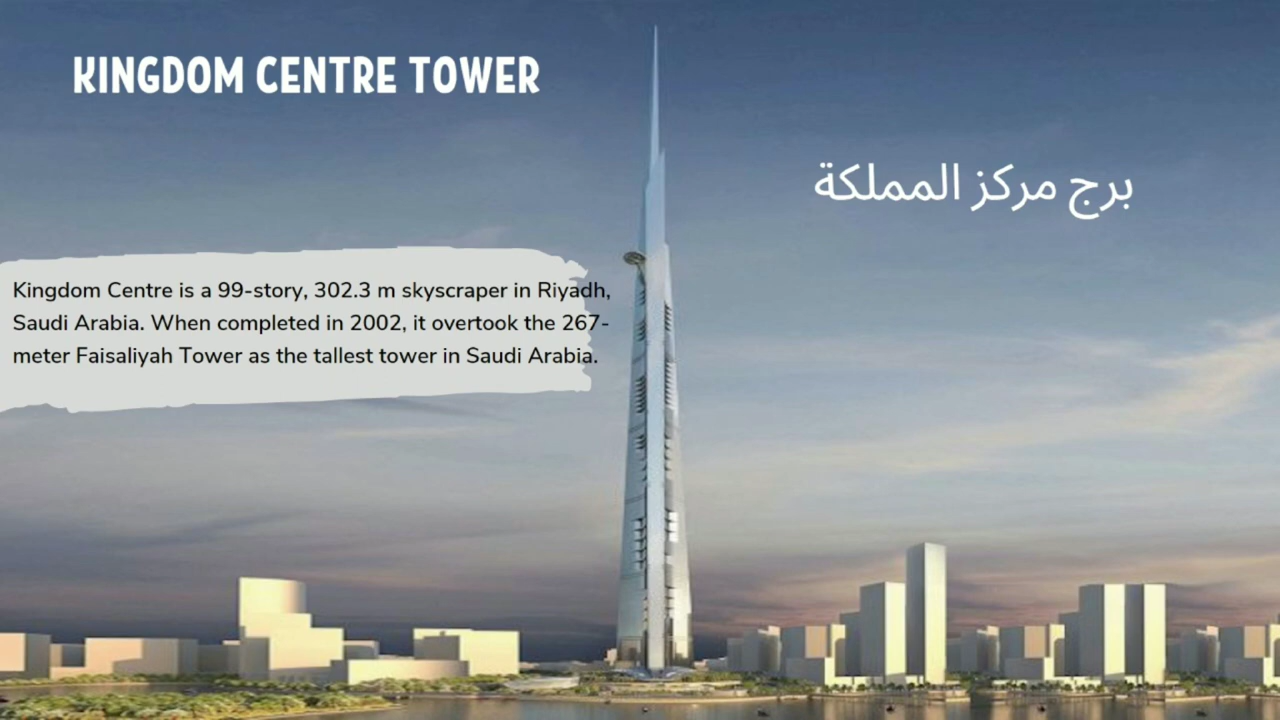 KINGDOM CENTRE TOWER
برج مركز المملكة
Kingdom Centre is a 99-story, 302.3 m skyscraper in Riyadh,
Saudi Arabia. When completed in 2002, it overtook the 267-
meter Faisaliyah Tower as the tallest tower in Saudi Arabia.